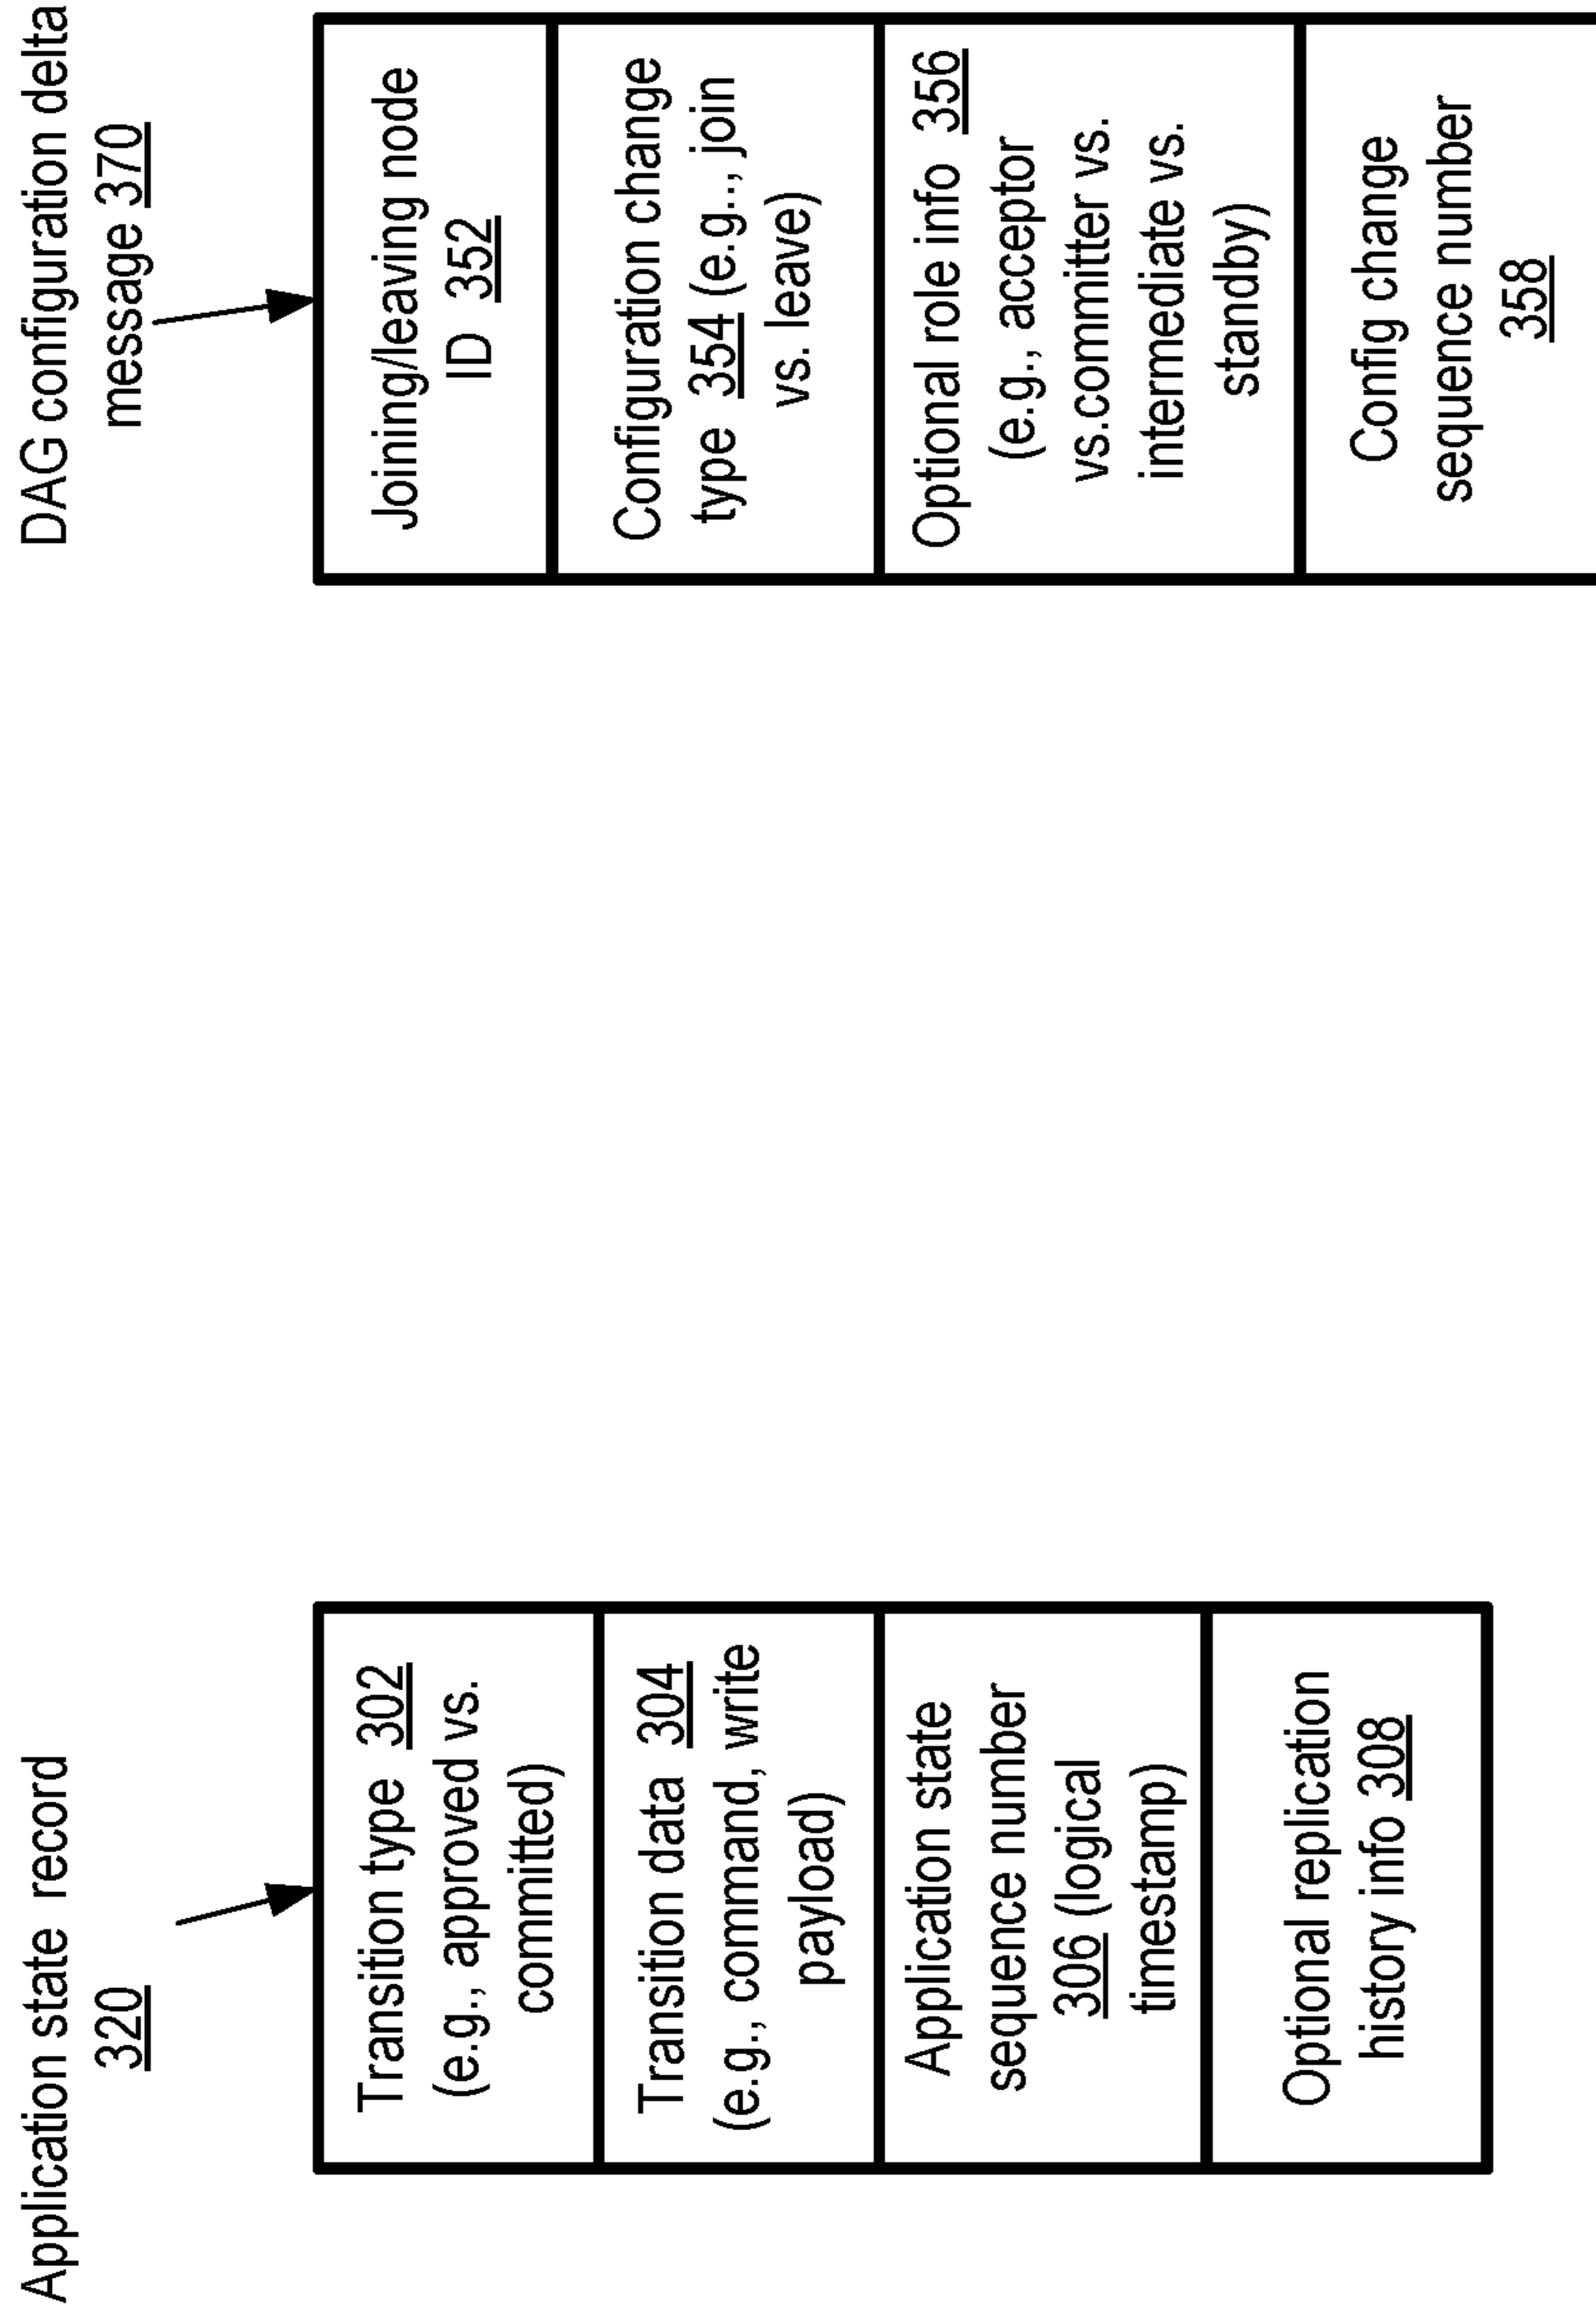 Application state record
320
Transition type 302
(e.g., approved vs.
committed)
Transition data 304
(e.g., command, write
payload)
Application state
sequence number
306 (logical
timestamp)
Optional replication
history info 308
DAG configuration delta
message 370
Joining/leaving node
ID 352
Configuration change
type 354 (e.g.., join
vs. leave)
Optional role info 356
(e.g., acceptor
vs.committer vs.
intermediate vs.
standby)
Config change
sequence number
358